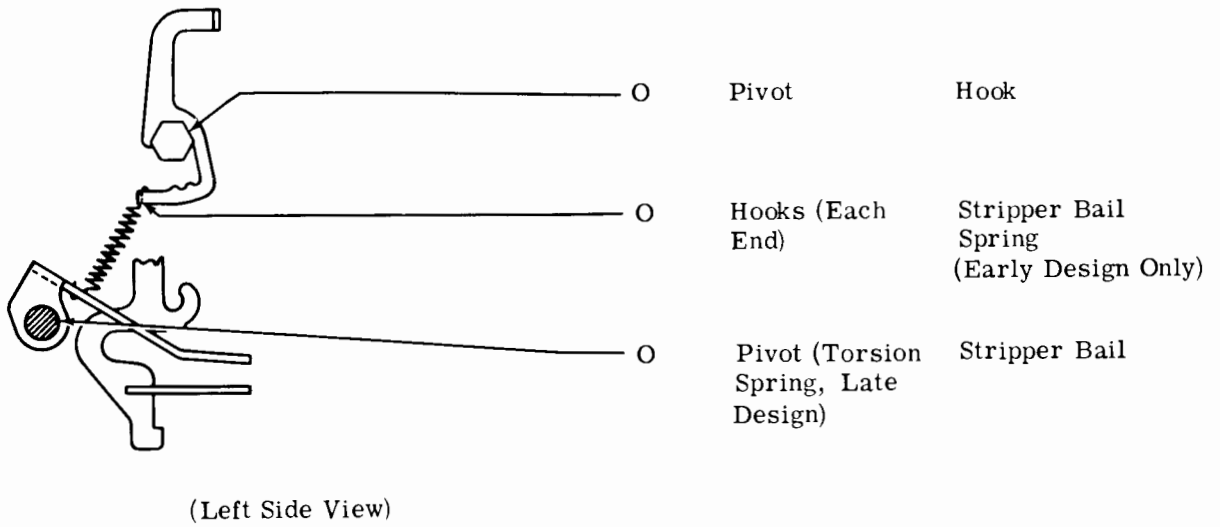 O Pivot Hook
O Hooks (Each Stripper Bail
End) Spring
(Early Design Only)
O Pivot (Torsion Stripper Bail
Spring, Late
Design)
(Left Side View)